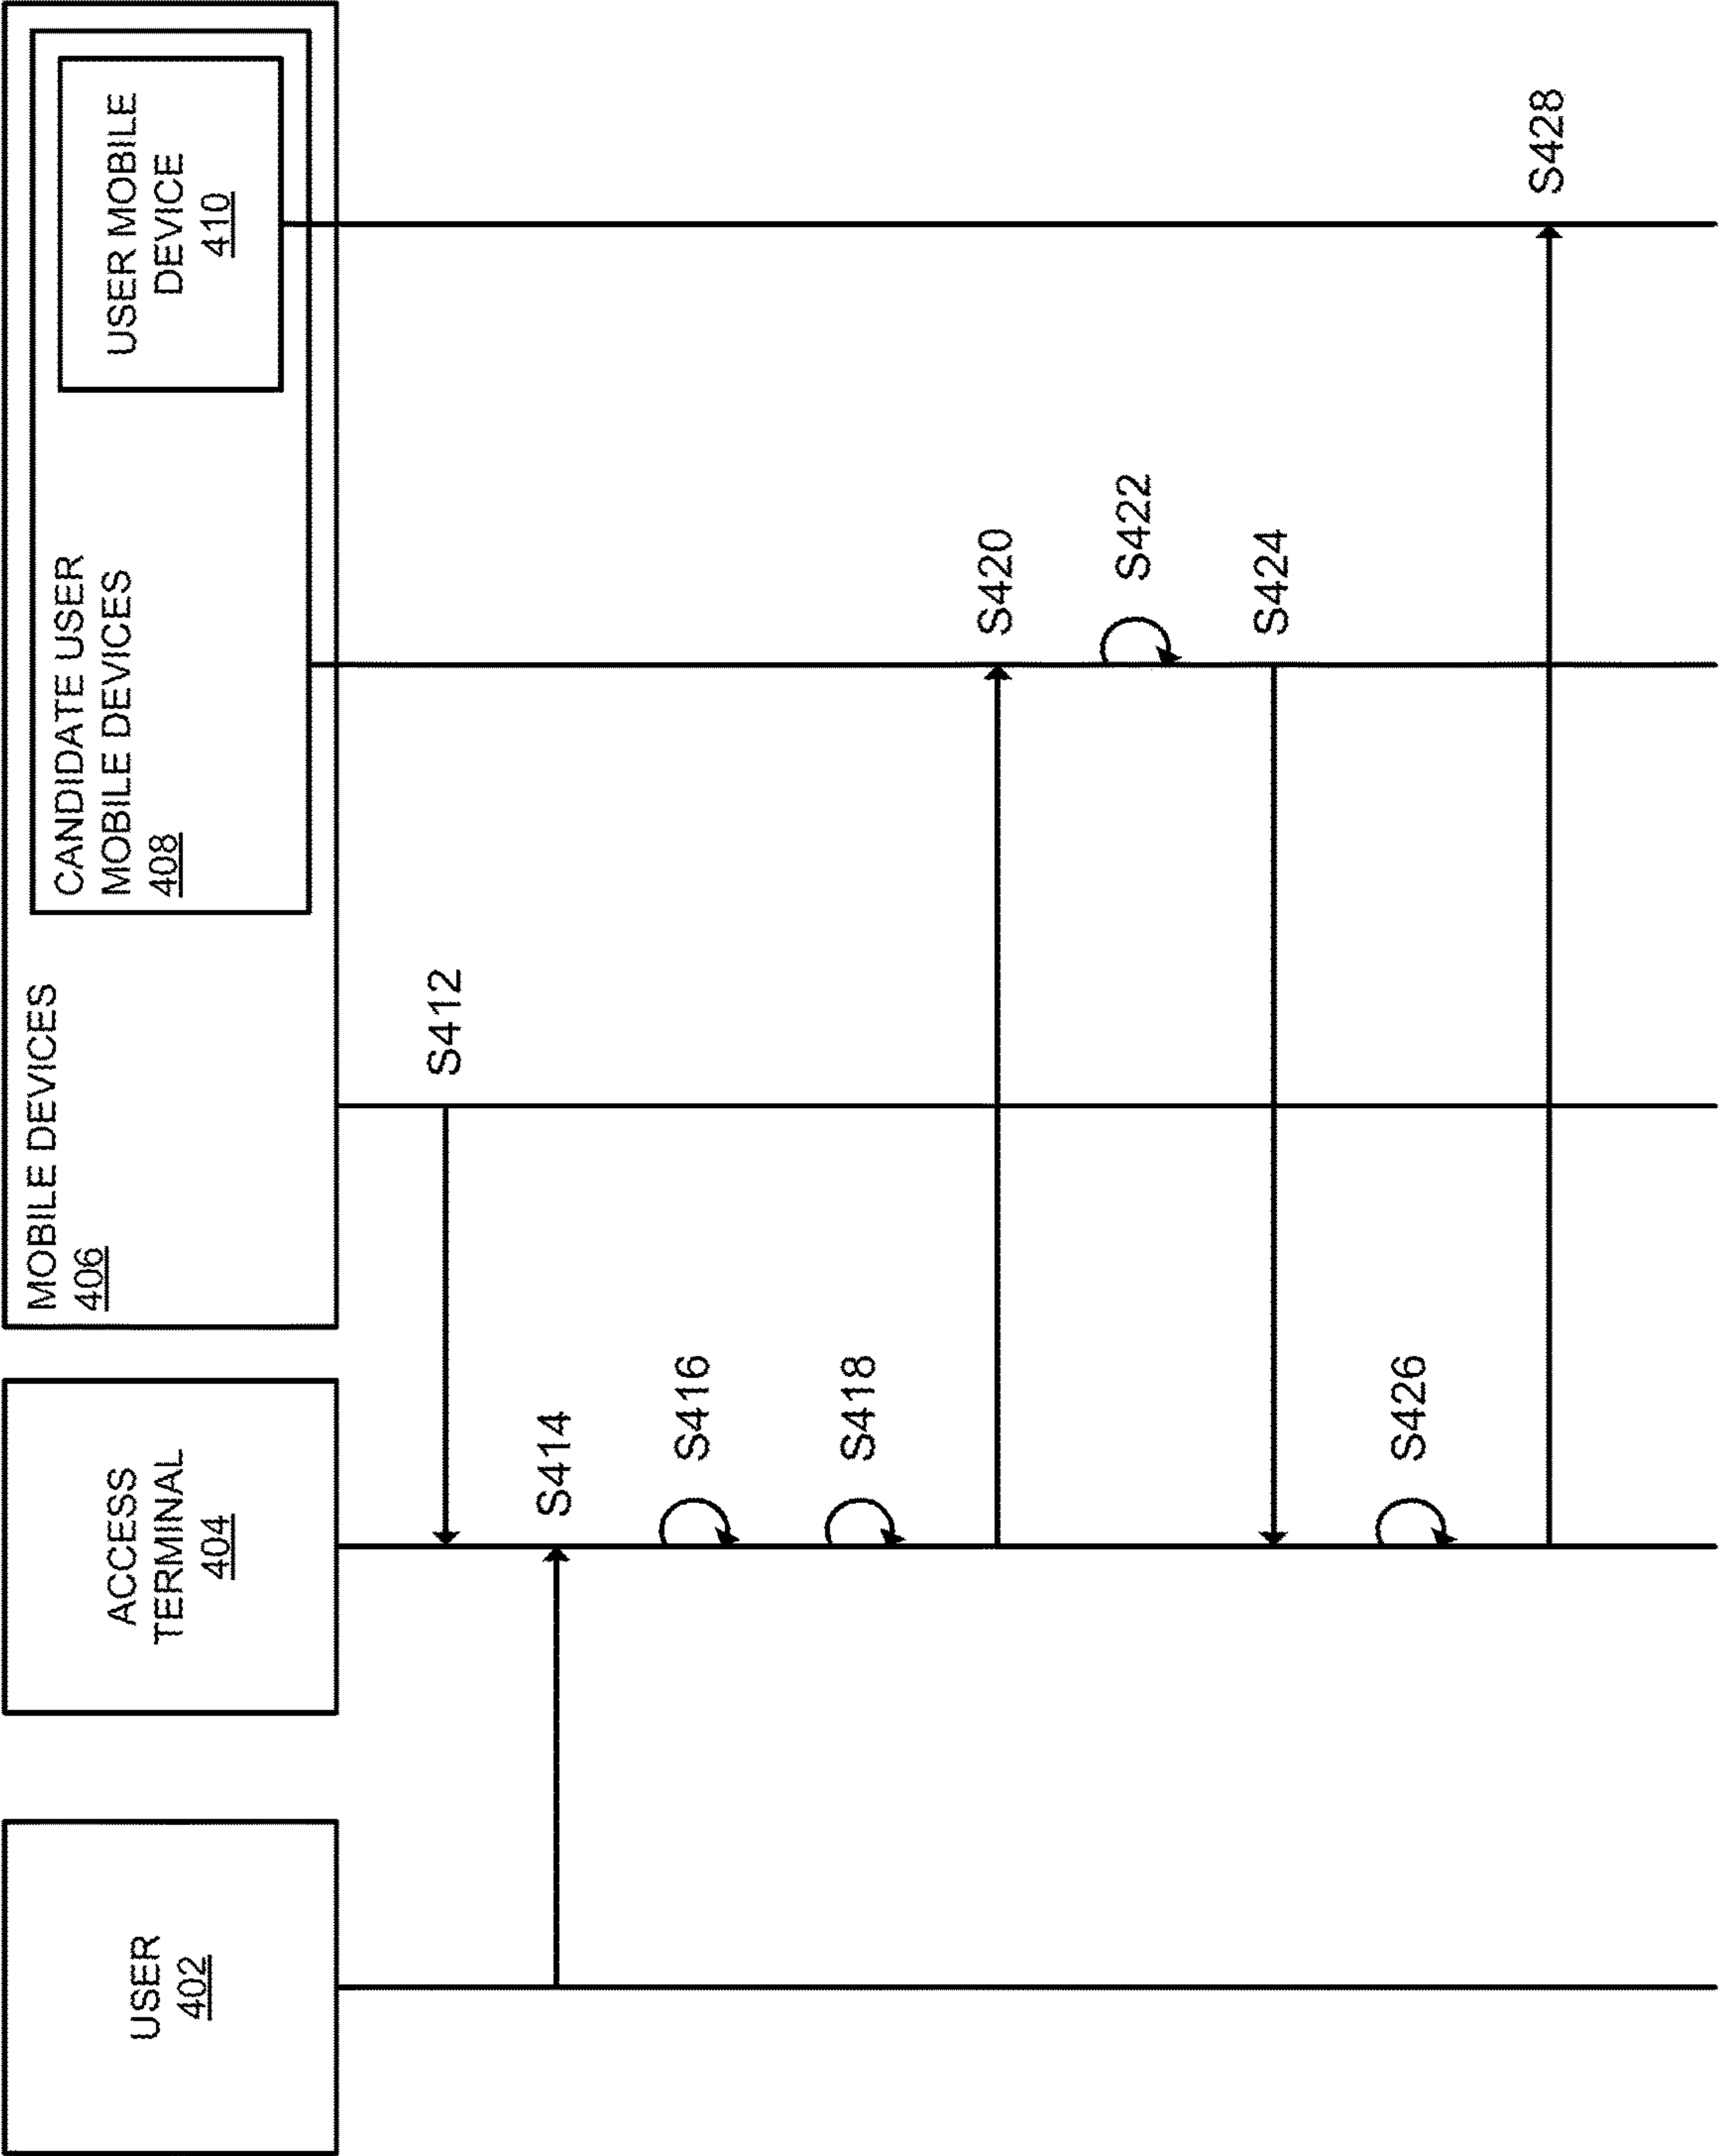 USER
402
ACCESS
TERMINAL
404
MOBILE DEVICES
406
CANDIDATE USER
MOBILE DEVICES
408
USER MOBILE
DEVICE
410
S412
S414
S416
S418
S420
S422
S424
S426
S428